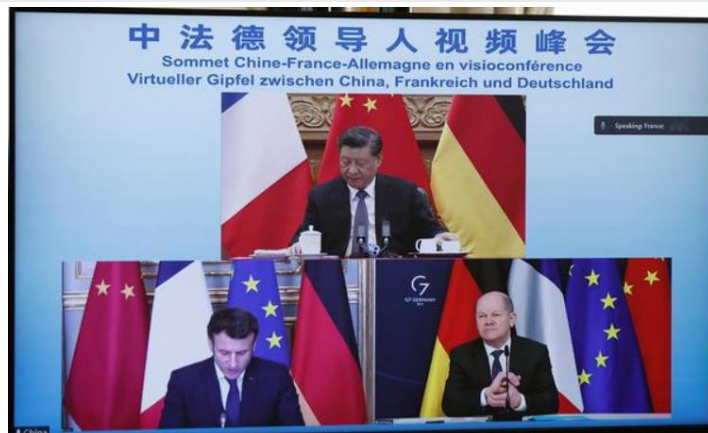 中法德领导人视频峰会
Sommet Chine-France-Allemagne en visioconférence
Virtueller Gipfel zwischen China, Frankreich und Deutschland
Speaking: France
G7
G7 GERMANY
China